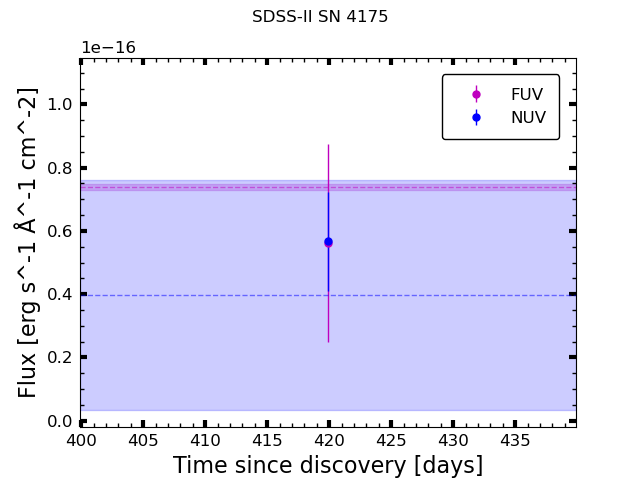 SDSS-II SN 4175
1e−16
FUV
NUV
1.0
0.8
0.6
0.4
0.2
0.0
Flux [erg s^-1 Å^-1 cm^-2]
400 405 410 415 420 425 430 435
Time since discovery [days]